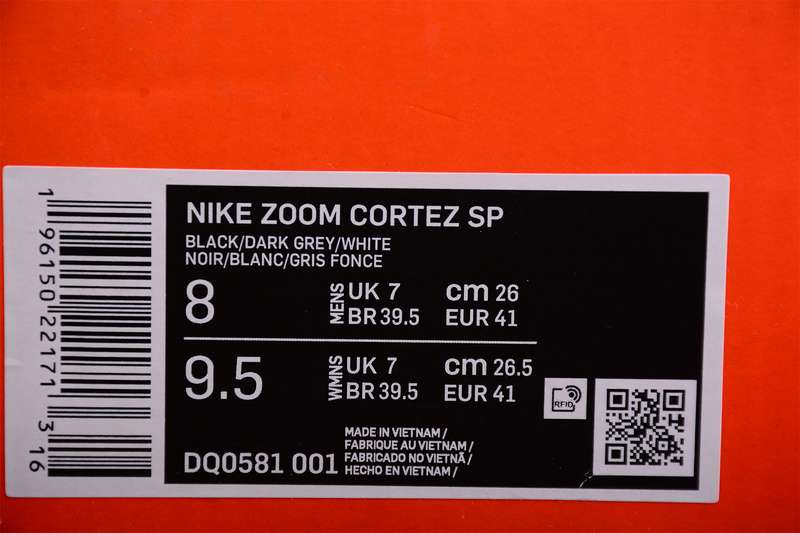 1 96150 22171 3 16
NIKE ZOOM CORTEZ SP
BLACK/DARK GREY/WHITE
NOIR/BLANC/GRIS FONCE
8
MENS
UK 7
cm 26
BR 39.5
EUR 41
9.5
WMNS
UK 7
cm 26.5
BR 39.5
EUR 41
RFID
DQ0581 001
MADE IN VIETNAM /
FABRIQUE AU VIETNAM /
FABRICADO NO VIETNÃ /
HECHO EN VIETNAM /